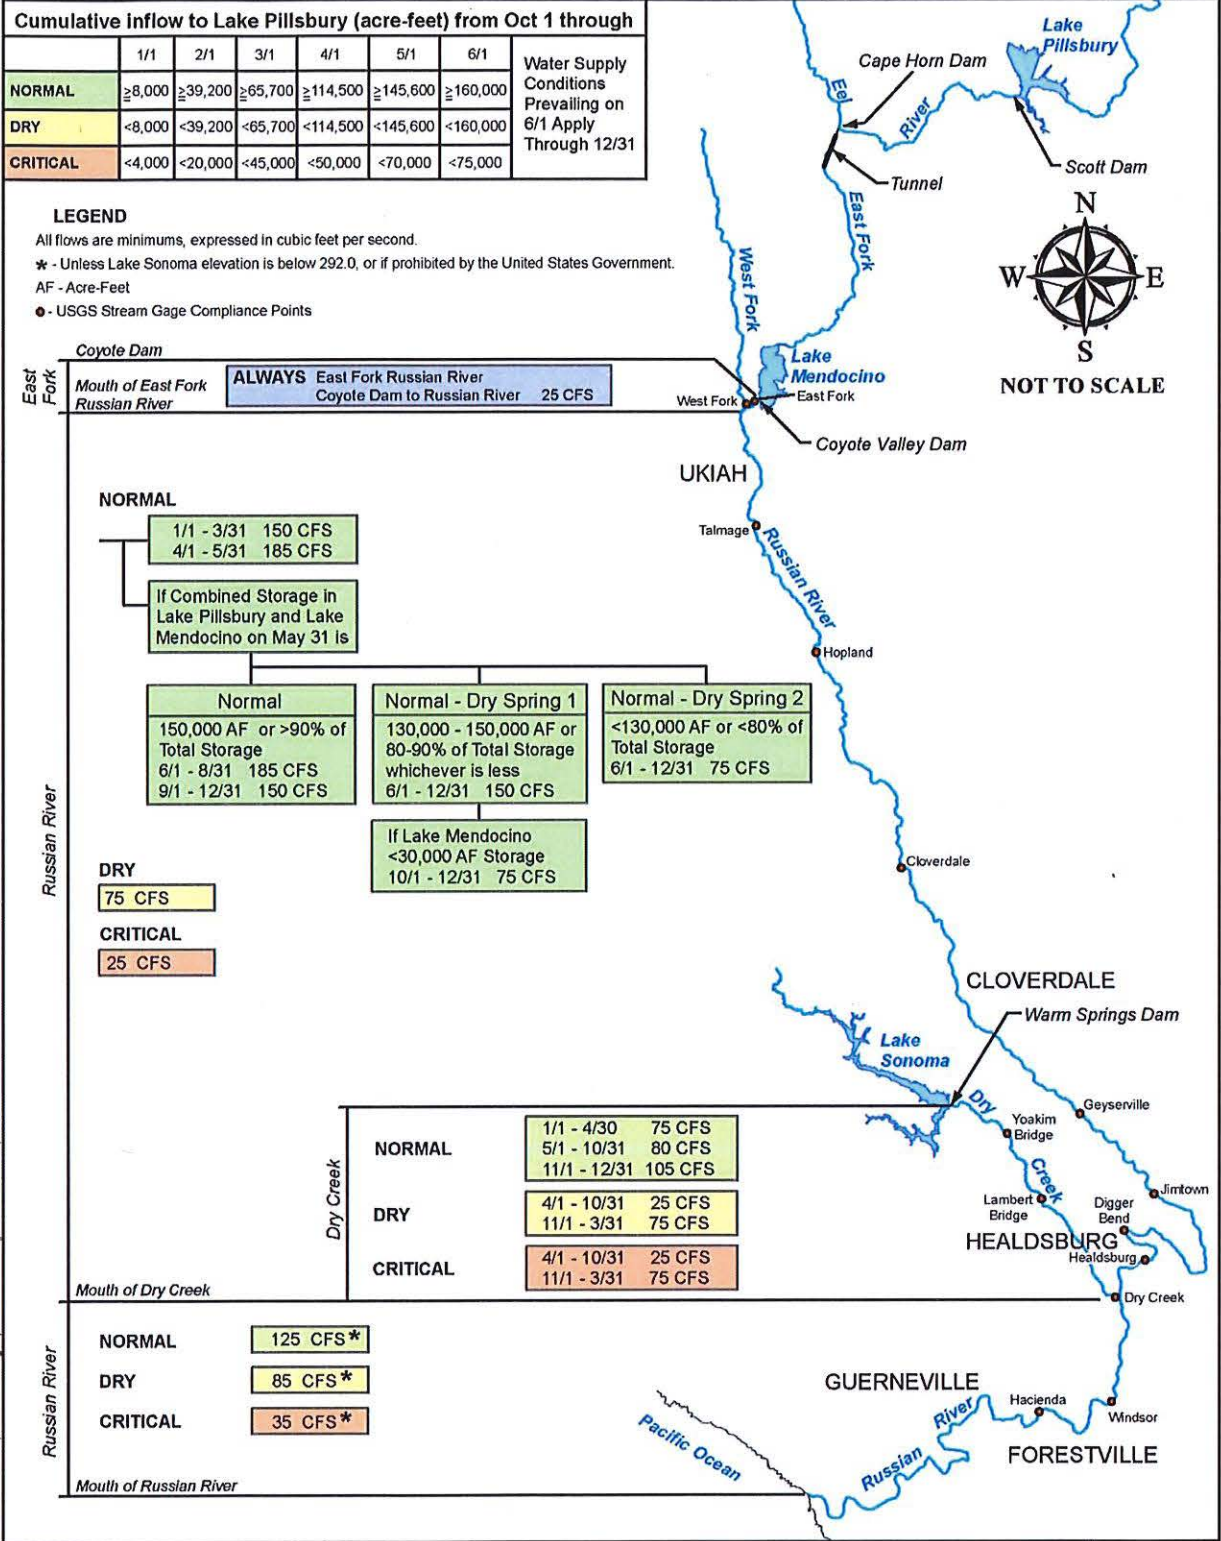 Cumulative inflow to Lake Pillsbury (acre-feet) from Oct 1 through
1/1 2/1 3/1 4/1 5/1 6/1
NORMAL ≥8,000 ≥39,200 ≥65,700 ≥114,500 ≥145,600 ≥160,000
DRY <8,000 <39,200 <65,700 <114,500 <145,600 <160,000
CRITICAL <4,000 <20,000 <45,000 <50,000 <70,000 <75,000
Water Supply
Conditions
Prevailing on
6/1 Apply
Through 12/31
LEGEND
All flows are minimums, expressed in cubic feet per second.
* - Unless Lake Sonoma elevation is below 292.0, or if prohibited by the United States Government.
AF - Acre-Feet
- USGS Stream Gage Compliance Points
Lake
Pillsbury
Cape Horn Dam
Eel
River
Scott Dam
Tunnel
East Fork
West Fork
N
W E
S
NOT TO SCALE
East
Fork
Coyote Dam
Mouth of East Fork
Russian River
ALWAYS East Fork Russian River
Coyote Dam to Russian River 25 CFS
Lake
Mendocino
West Fork
East Fork
Coyote Valley Dam
UKIAH
Talmage
Russian River
Hopland
Russian River
NORMAL
1/1 - 3/31 150 CFS
4/1 - 5/31 185 CFS
If Combined Storage in
Lake Pillsbury and Lake
Mendocino on May 31 is
Normal
150,000 AF or >90% of
Total Storage
6/1 - 8/31 185 CFS
9/1 - 12/31 150 CFS
Normal - Dry Spring 1
130,000 - 150,000 AF or
80-90% of Total Storage
whichever is less
6/1 - 12/31 150 CFS
If Lake Mendocino
<30,000 AF Storage
10/1 - 12/31 75 CFS
Normal - Dry Spring 2
<130,000 AF or <80% of
Total Storage
6/1 - 12/31 75 CFS
DRY
75 CFS
CRITICAL
25 CFS
Cloverdale
CLOVERDALE
Warm Springs Dam
Lake
Sonoma
Dry
Creek
Yoakim
Bridge
Geyserville
Lambert
Bridge
Jimtown
Digger
Bend
HEALDSBURG
Healdsburg
Dry Creek
Dry Creek
NORMAL
1/1 - 4/30 75 CFS
5/1 - 10/31 80 CFS
11/1 - 12/31 105 CFS
DRY
4/1 - 10/31 25 CFS
11/1 - 3/31 75 CFS
CRITICAL
4/1 - 10/31 25 CFS
11/1 - 3/31 75 CFS
Mouth of Dry Creek
Russian River
NORMAL 125 CFS*
DRY 85 CFS*
CRITICAL 35 CFS*
Mouth of Russian River
GUERNEVILLE
Hacienda
Windsor
FORESTVILLE
Russian
River
Pacific Ocean